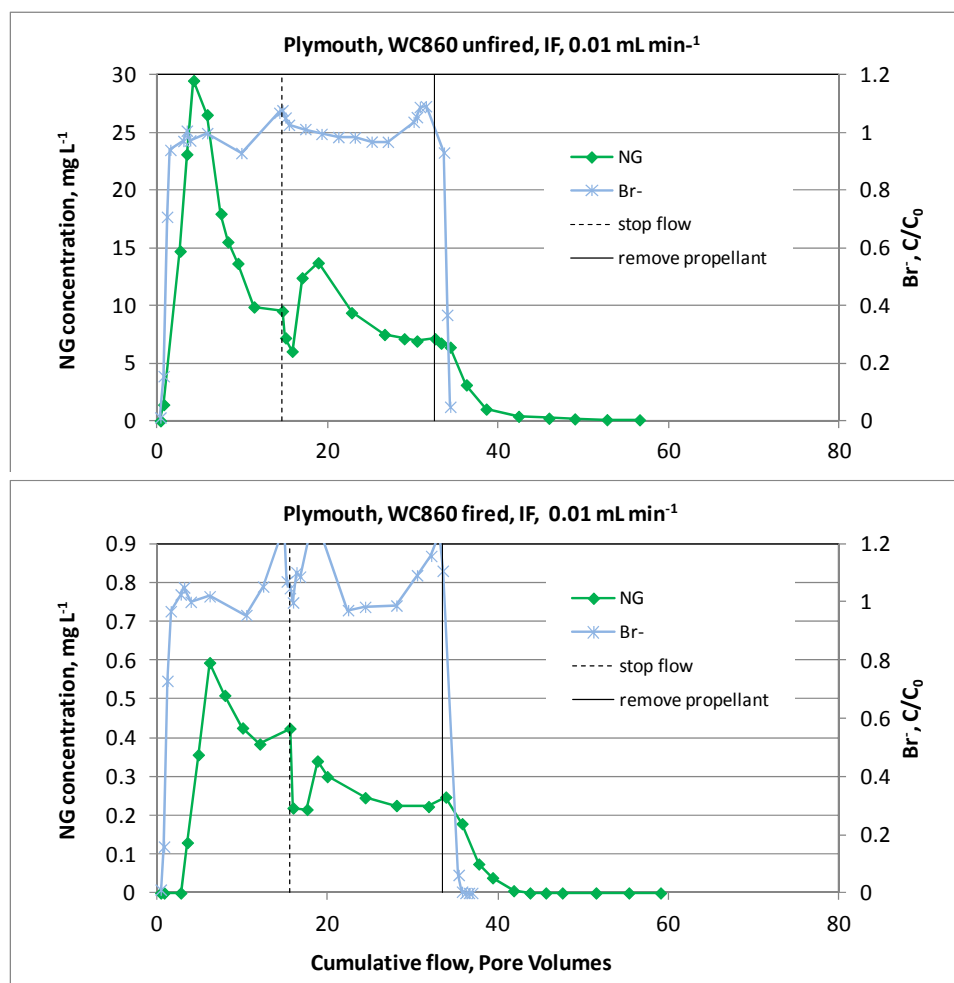 Plymouth, WC860 unfired, IF, 0.01 mL min-¹
30
25
20
15
10
5
0
NG concentration, mg L⁻¹
1.2
1
0.8
0.6
0.4
0.2
0
Br⁻, C/C₀
NG
Br-
stop flow
remove propellant
0 20 40 60 80
Plymouth, WC860 fired, IF, 0.01 mL min⁻¹
0.9
0.8
0.7
0.6
0.5
0.4
0.3
0.2
0.1
0
NG concentration, mg L⁻¹
1.2
1
0.8
0.6
0.4
0.2
0
Br⁻, C/C₀
NG
Br-
stop flow
remove propellant
0 20 40 60 80
Cumulative flow, Pore Volumes